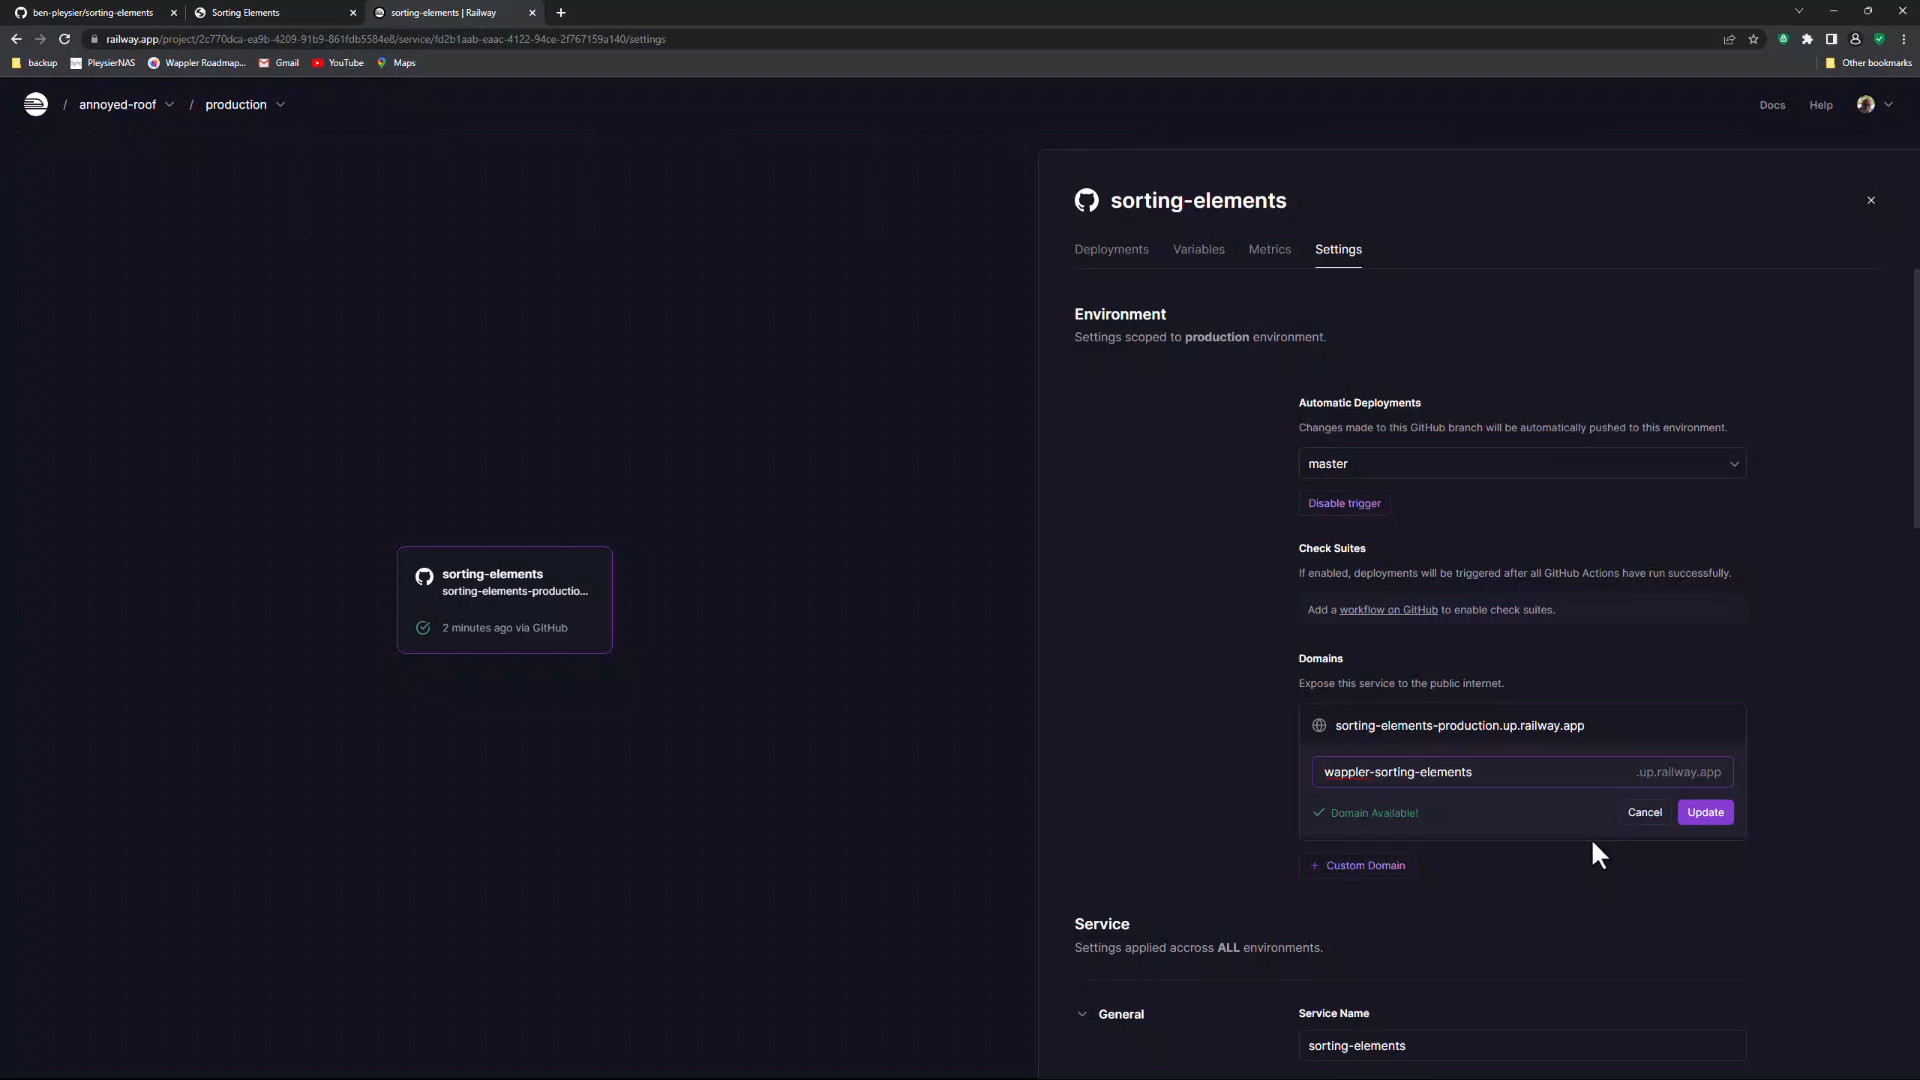 ben-pleysier/sorting-elements
Sorting Elements
sorting-elements | Railway
railway.app/project/2c770dca-ea9b-4209-91b9-861fdb5584e8/service/fd2b1aab-eaac-4122-94ce-2f767159a140/settings
backup
PleysierNAS
Wappler Roadmap...
Gmail
YouTube
Maps
Other bookmarks
/ annoyed-roof / production
Docs
Help
sorting-elements
Deployments
Variables
Metrics
Settings
Environment
Settings scoped to production environment.
Automatic Deployments
Changes made to this GitHub branch will be automatically pushed to this environment.
master
Disable trigger
Check Suites
If enabled, deployments will be triggered after all GitHub Actions have run successfully.
Add a workflow on GitHub to enable check suites.
sorting-elements
sorting-elements-productio...
2 minutes ago via GitHub
Domains
Expose this service to the public internet.
sorting-elements-production.up.railway.app
wappler-sorting-elements .up.railway.app
Domain Available!
Cancel
Update
+ Custom Domain
Service
Settings applied accross ALL environments.
General
Service Name
sorting-elements